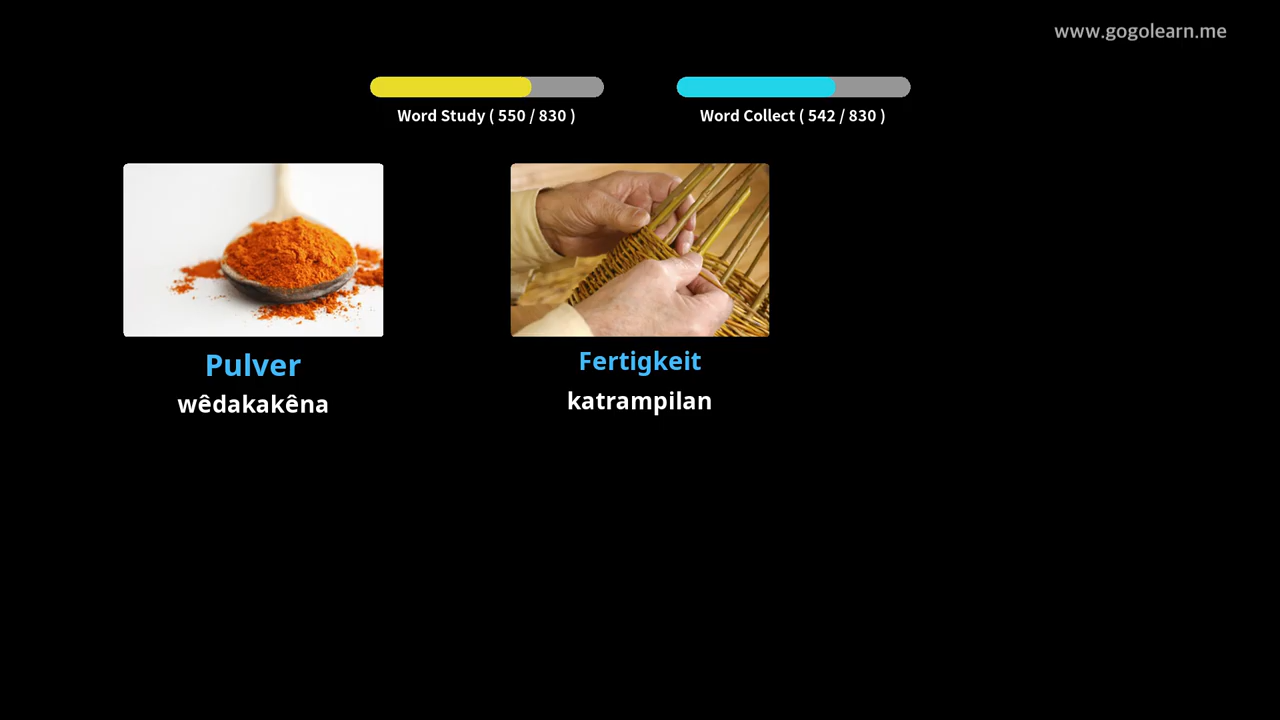 www.gogolearn.me
Word Study ( 550 / 830 )
Word Collect ( 542 / 830 )
Pulver
wêdakakêna
Fertigkeit
katrampilan